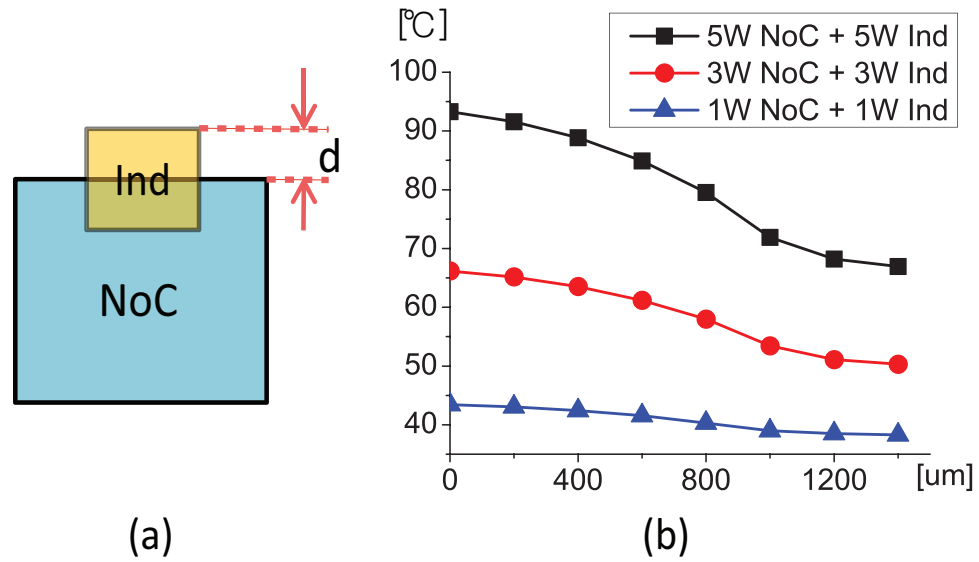 d
Ind
NoC
(a)
[℃]
5W NoC + 5W Ind
3W NoC + 3W Ind
1W NoC + 1W Ind
100
90
80
70
60
50
40
0 400 800 1200 [um]
(b)